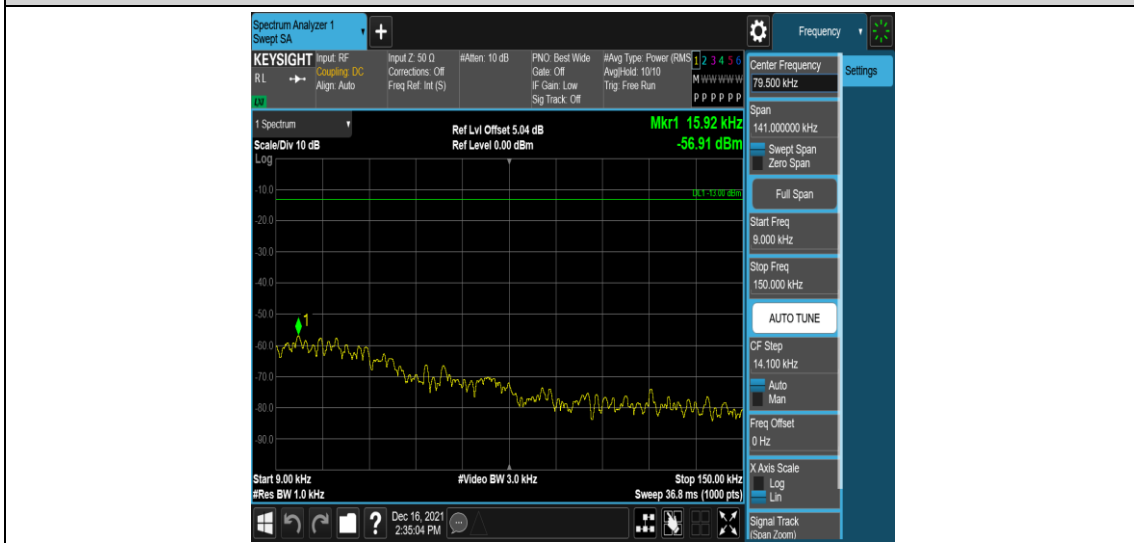 Spectrum Analyzer 1
Swept SA
+
Frequency
KEYSIGHT
RL
Input: RF
Coupling: DC
Align: Auto
Input Z: 50 Ω
Corrections: Off
Freq Ref: Int (S)
#Atten: 10 dB
PNO: Best Wide
Gate: Off
IF Gain: Low
Sig Track: Off
#Avg Type: Power (RMS
Avg|Hold: 10/10
Trig: Free Run
1 2 3 4 5 6
M W W W W W
P P P P P P
1 Spectrum
Scale/Div 10 dB
Log
Ref Lvl Offset 5.04 dB
Ref Level 0.00 dBm
Mkr1 15.92 kHz
-56.91 dBm
DL1 -13.00 dBm
-10.0
-20.0
-30.0
-40.0
-50.0
-60.0
-70.0
-80.0
-90.0
1
Start 9.00 kHz
#Res BW 1.0 kHz
#Video BW 3.0 kHz
Stop 150.00 kHz
Sweep 36.8 ms (1000 pts)
Center Frequency
79.500 kHz
Span
141.000000 kHz
Swept Span
Zero Span
Full Span
Start Freq
9.000 kHz
Stop Freq
150.000 kHz
AUTO TUNE
CF Step
14.100 kHz
Auto
Man
Freq Offset
0 Hz
X Axis Scale
Log
Lin
Signal Track
(Span Zoom)
Settings
?
Dec 16, 2021
2:35:04 PM